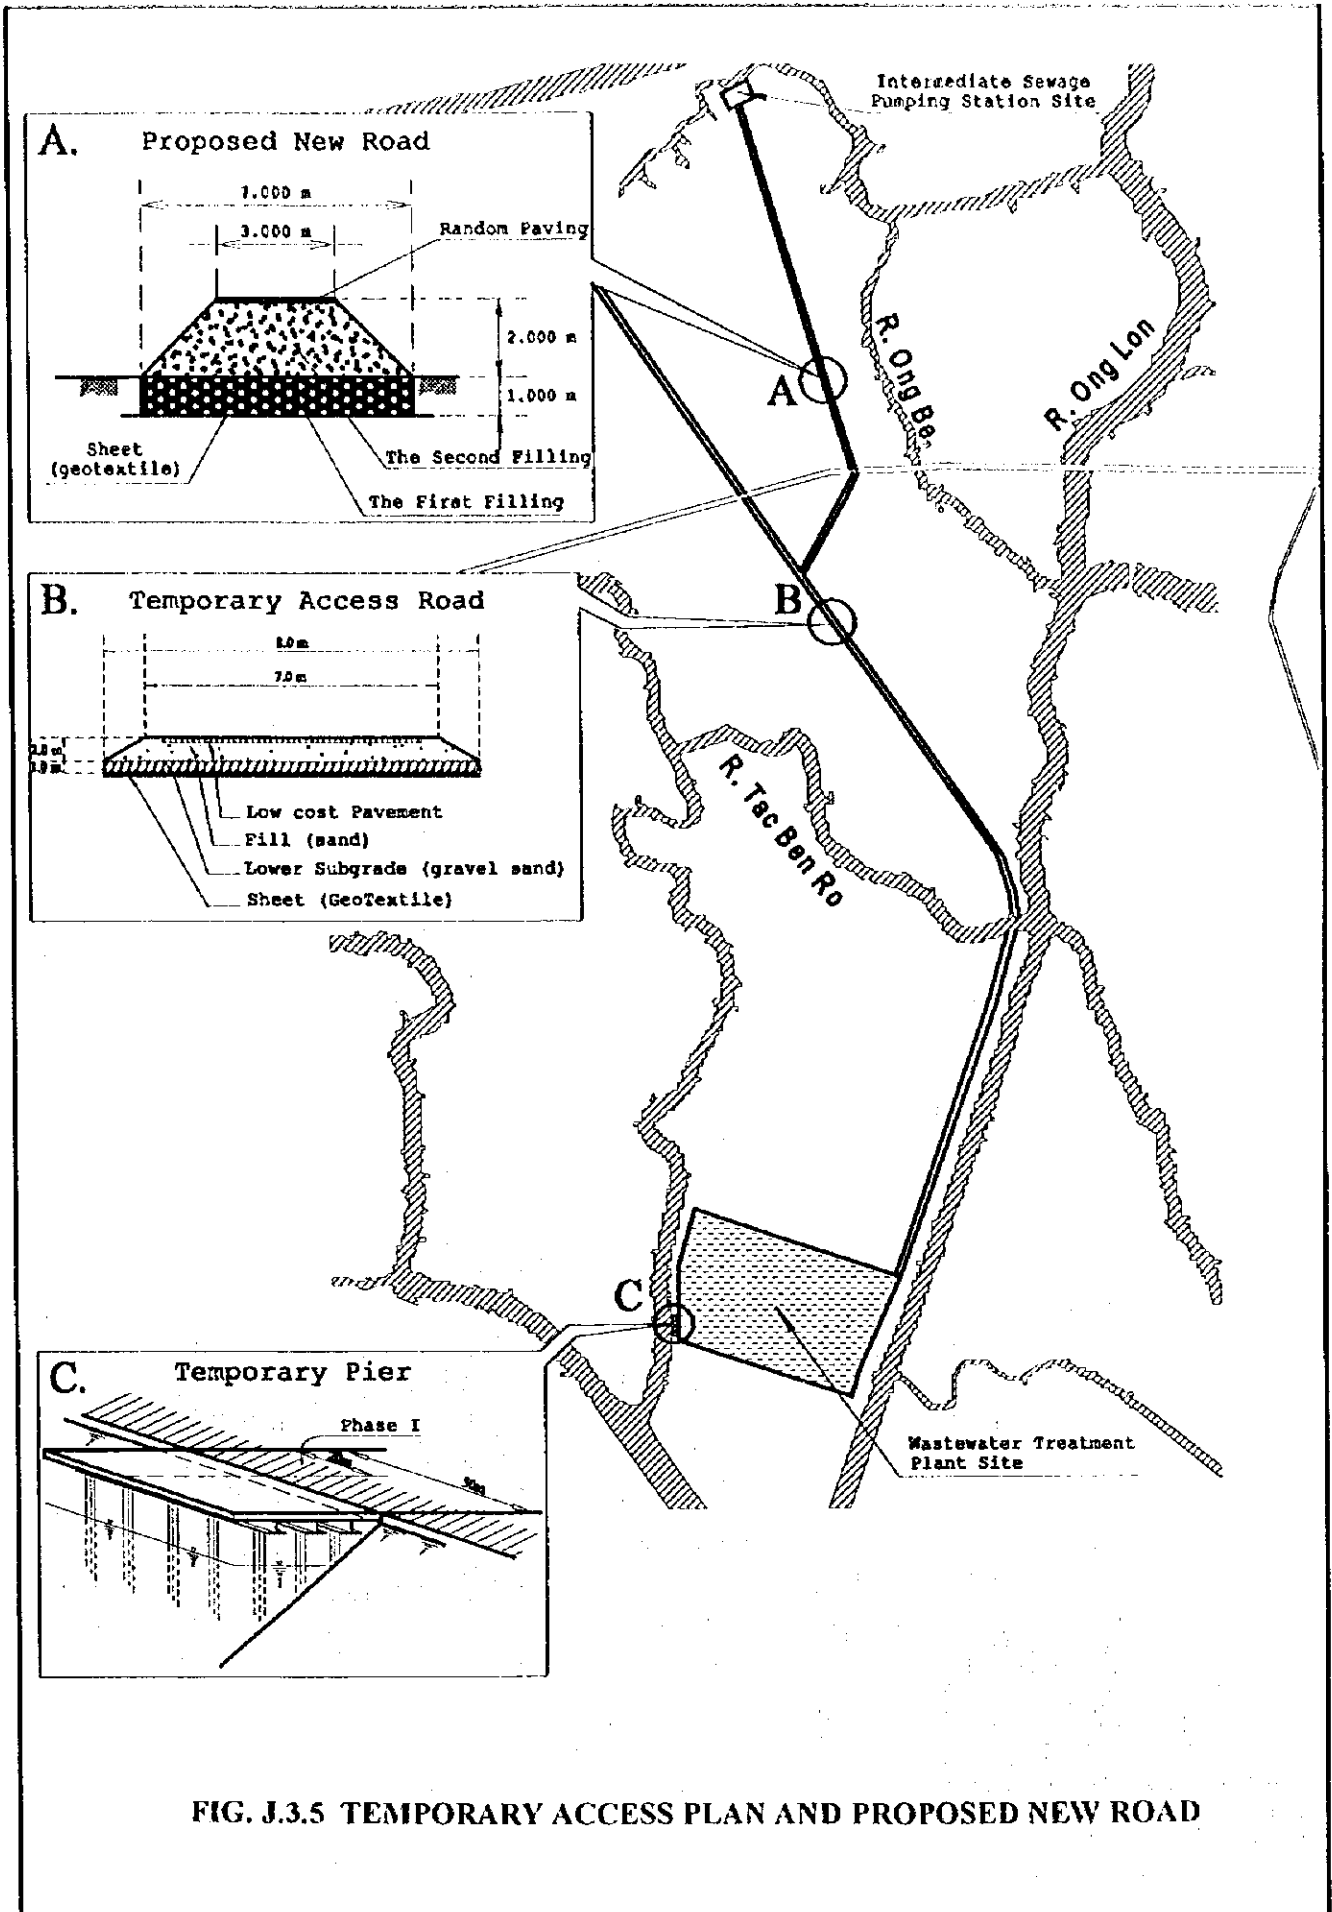 Intermediate Sewage
Pumping Station Site
A. Proposed New Road
7.000 m
3.000 m
Random Paving
2.000 m
1.000 m
Sheet
(geotextile)
The Second Filling
The First Filling
A
R. Ong Be.
R. Ong Lon
B. Temporary Access Road
8.0 m
7.0 m
Low cost Pavement
Fill (sand)
Lower Subgrade (gravel sand)
Sheet (GeoTextile)
B
R. Tac Ben Ro
C
C. Temporary Pier
Phase I
50m
Wastewater Treatment
Plant Site
FIG. J.3.5 TEMPORARY ACCESS PLAN AND PROPOSED NEW ROAD